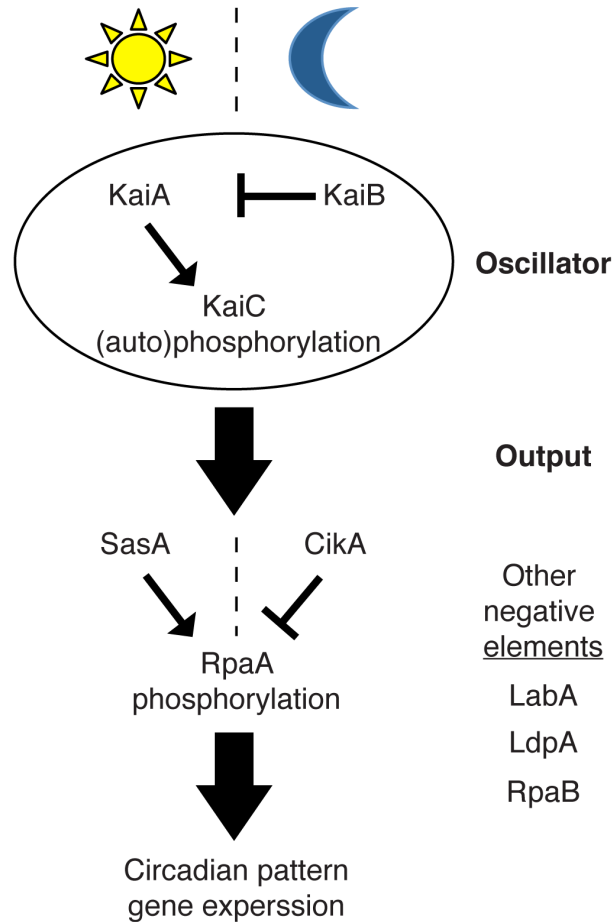 KaiA
KaiB
KaiC
(auto)phosphorylation
Oscillator
Output
SasA
CikA
RpaA
phosphorylation
Other
negative
elements
LabA
LdpA
RpaB
Circadian pattern
gene experssion